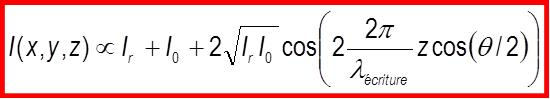 I(x,y,z) ∝ I_r + I_0 + 2√(I_r I_0) cos(2 2π/λ_écriture z cos(θ/2))